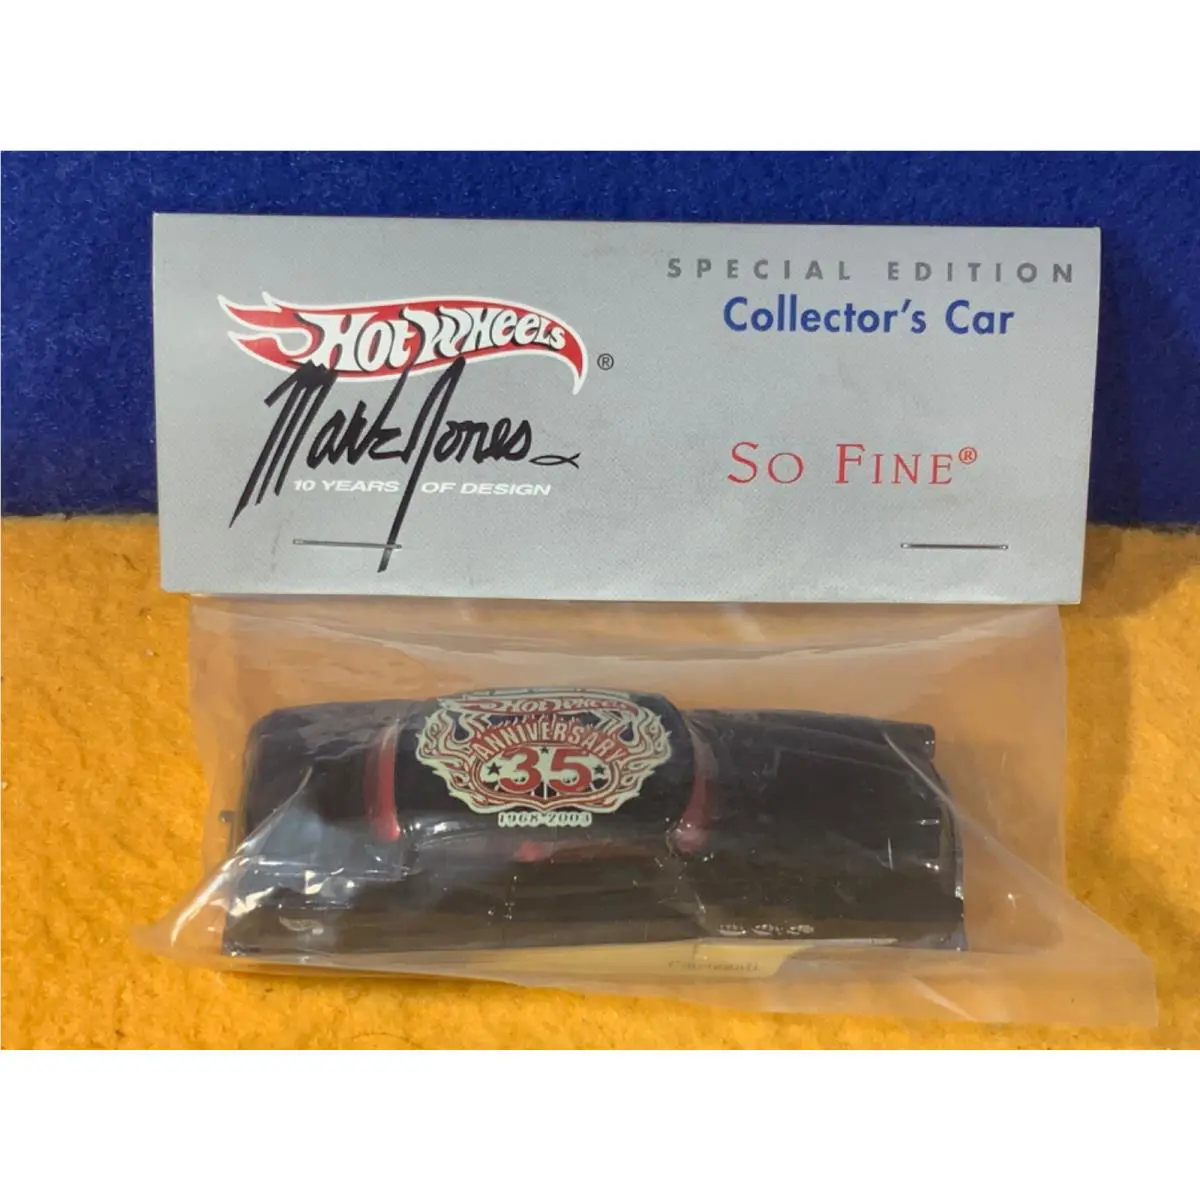 SPECIAL EDITION
Collector's Car
HOT WHEELS ®
Mark Jones
10 YEARS OF DESIGN
SO FINE®
HOT WHEELS
ANNIVERSARY
35
1968-2003